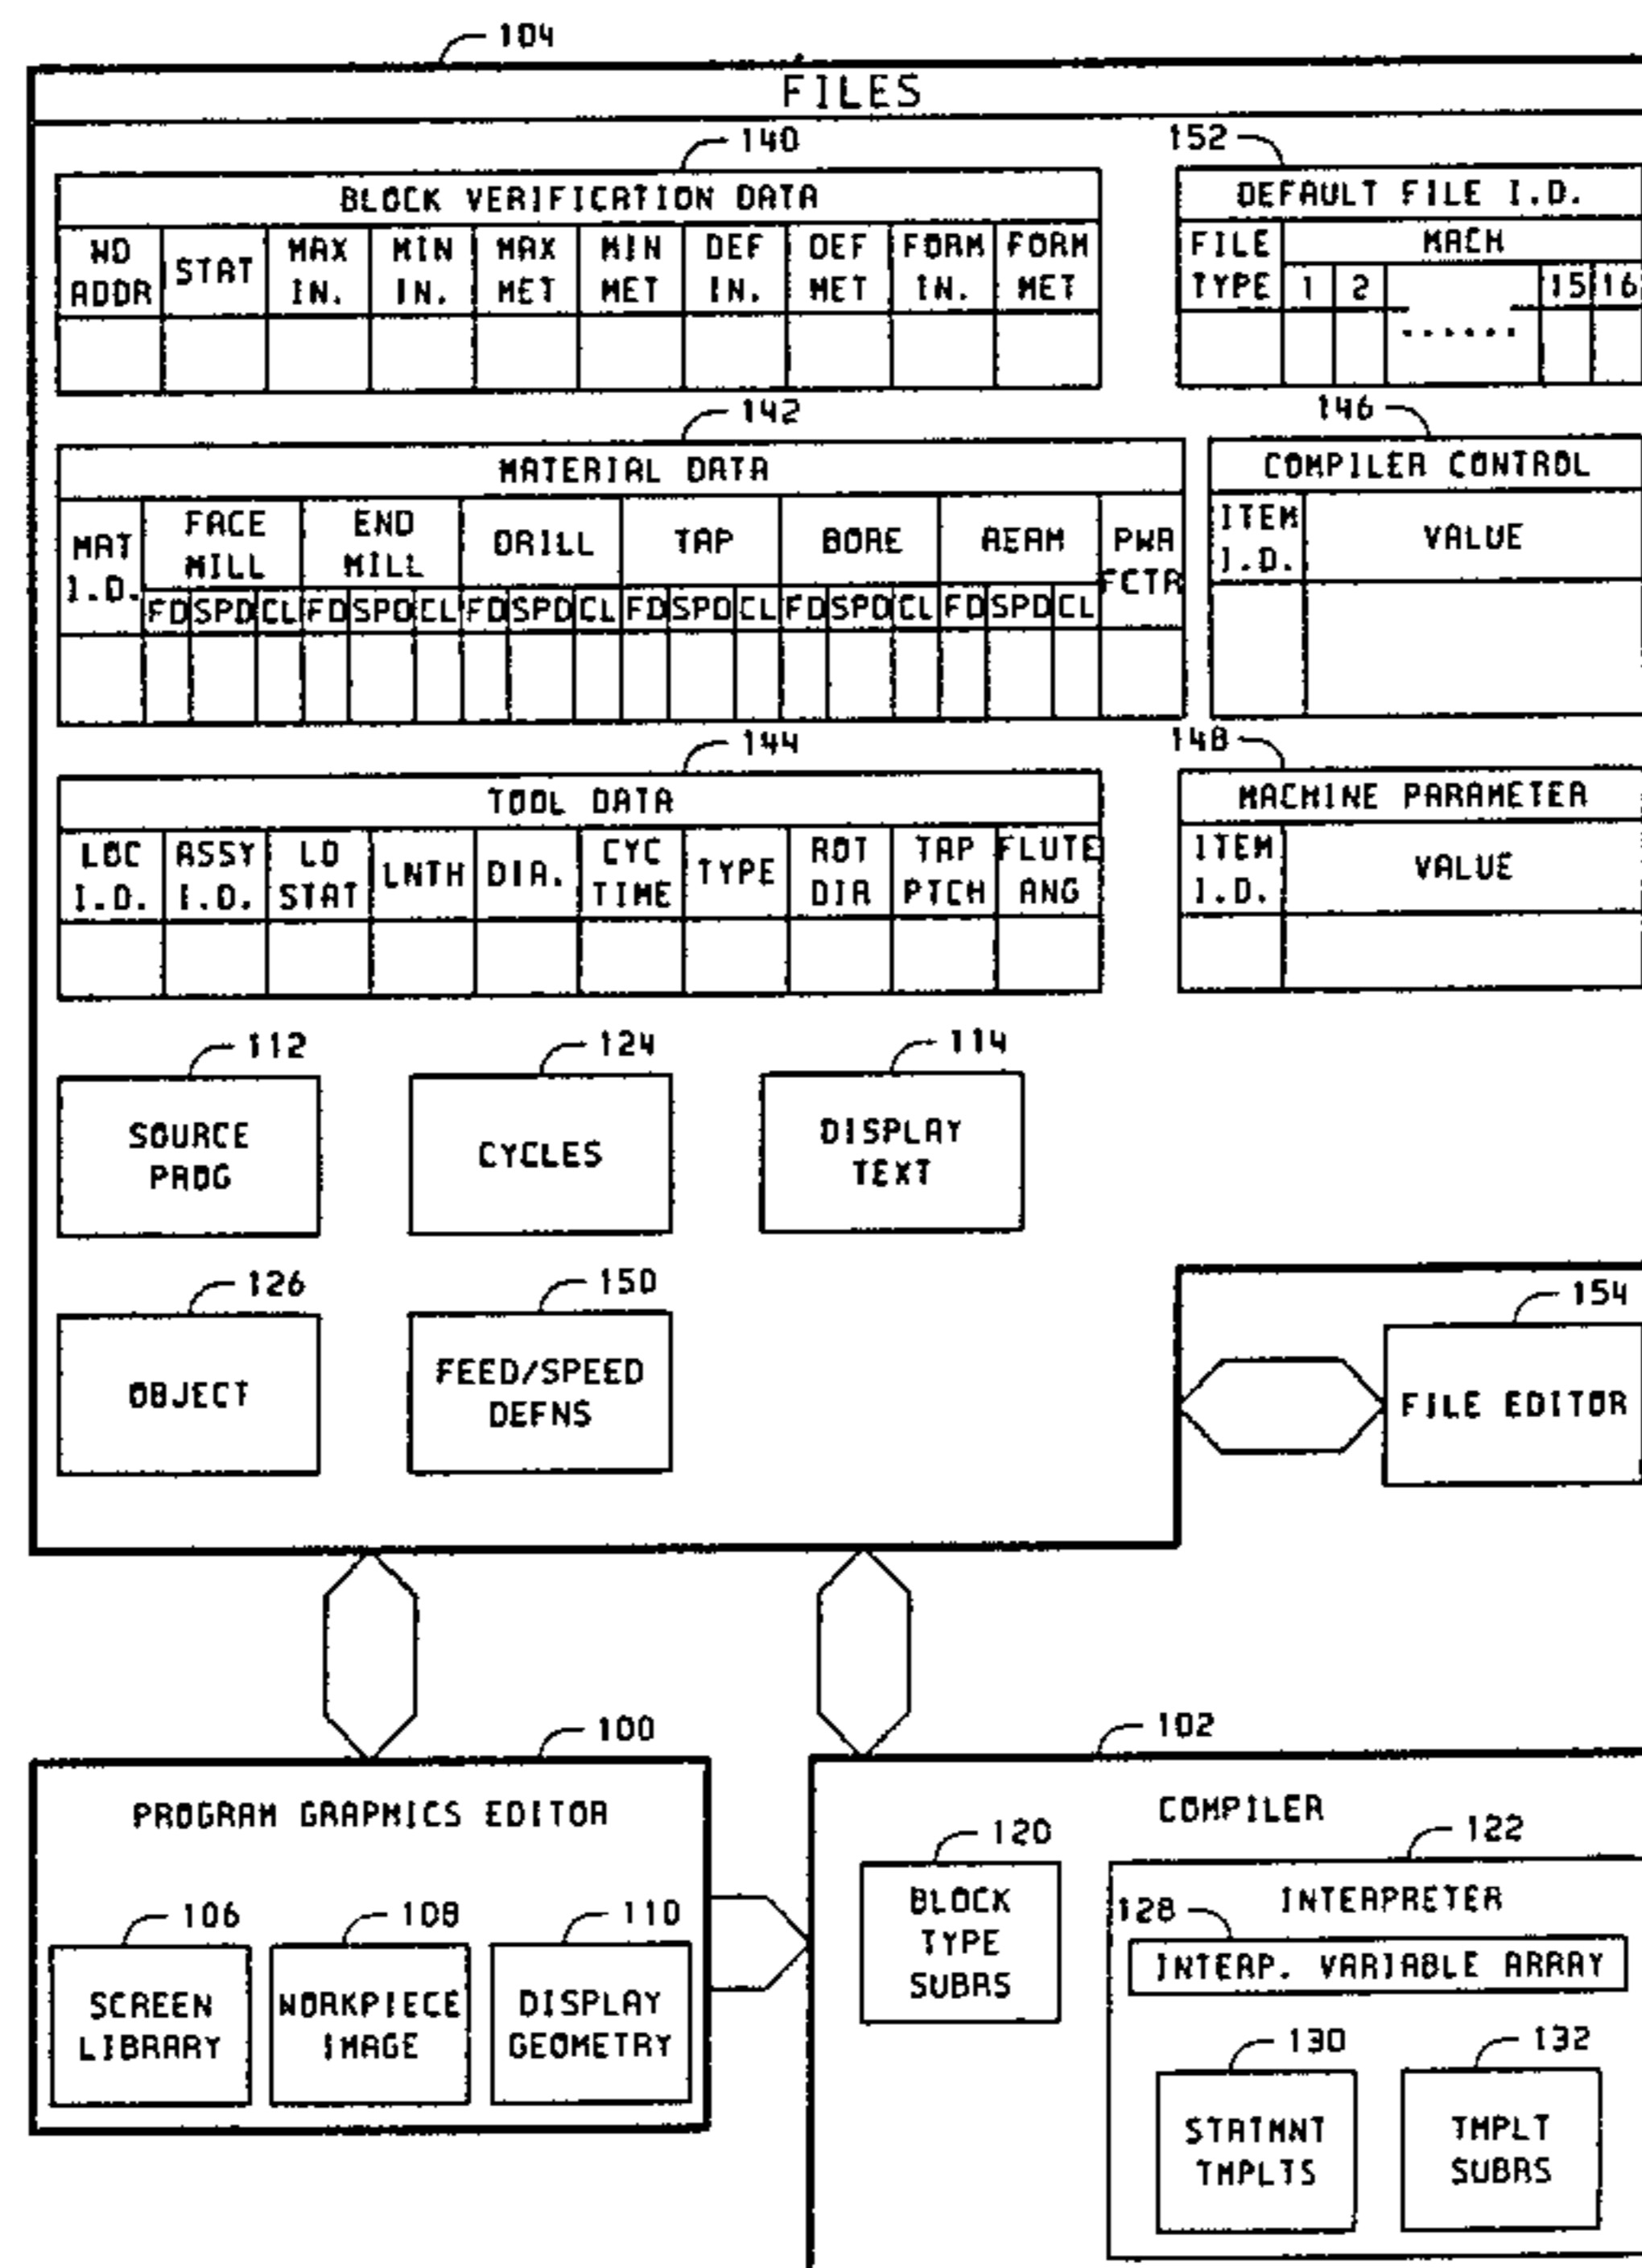 104
FILES
140
152
BLOCK VERIFICATION DATA
DEFAULT FILE I.D.
WD ADDR
STAT
MAX IN.
MIN IN.
MAX MET
MIN MET
DEF IN.
DEF MET
FORM IN.
FORM MET
FILE TYPE
MACH
1 2 ...... 15 16
142
146
MATERIAL DATA
COMPILER CONTROL
MAT I.D.
FACE MILL
END MILL
DRILL
TAP
BORE
REAM
PWR FCTR
ITEM I.D.
VALUE
FD SPD CL FD SPD CL FD SPD CL FD SPD CL FD SPD CL FD SPD CL
144
148
TOOL DATA
MACHINE PARAMETER
LOC I.D.
ASSY I.D.
LD STAT
LNTH
DIA.
CYC TIME
TYPE
ROT DIR
TAP PTCH
FLUTE ANG
ITEM I.D.
VALUE
112
124
114
SOURCE
PROG
CYCLES
DISPLAY
TEXT
126
150
154
OBJECT
FEED/SPEED
DEFNS
FILE EDITOR
100
102
PROGRAM GRAPHICS EDITOR
COMPILER
106
108
110
SCREEN
LIBRARY
WORKPIECE
IMAGE
DISPLAY
GEOMETRY
120
BLOCK
TYPE
SUBRS
122
INTERPRETER
128
INTERP. VARIABLE ARRAY
130
132
STATMNT
TMPLTS
TMPLT
SUBRS